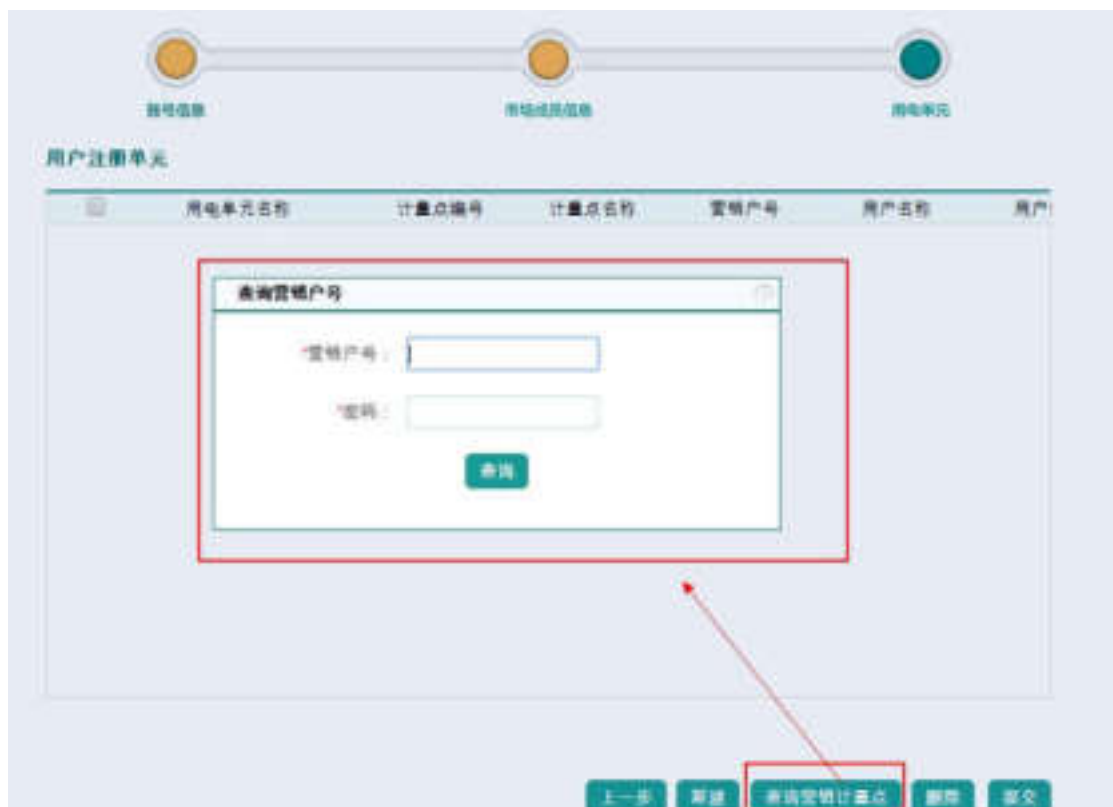 账号信息 市场成员信息 用电单元
用户注册单元
用电单元名称 计量点编号 计量点名称 营销户号 用户名称 用户
查询营销户号
*营销户号：
*密码：
查询
上一步 新建 查询营销计量点 删除 提交